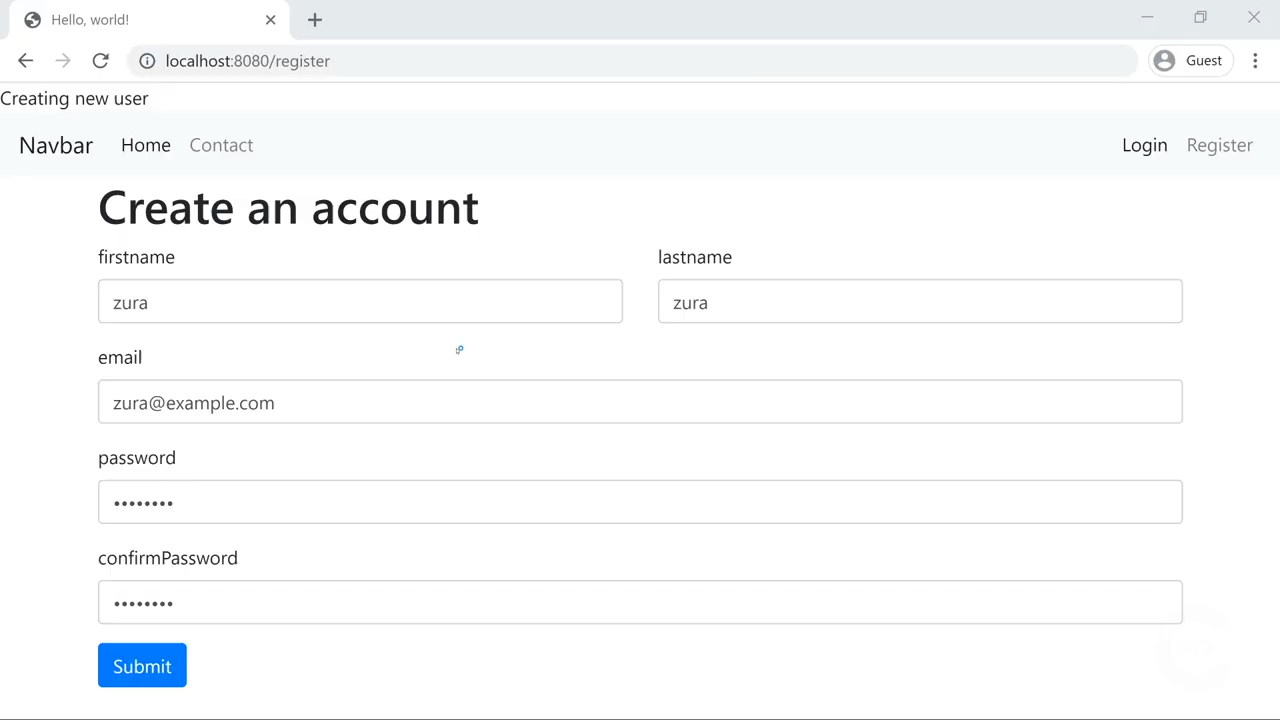 Hello, world!
localhost:8080/register
Guest
Creating new user
Navbar Home Contact Login Register
Create an account
firstname lastname
zura zura
email
zura@example.com
password
••••••••
confirmPassword
••••••••
Submit